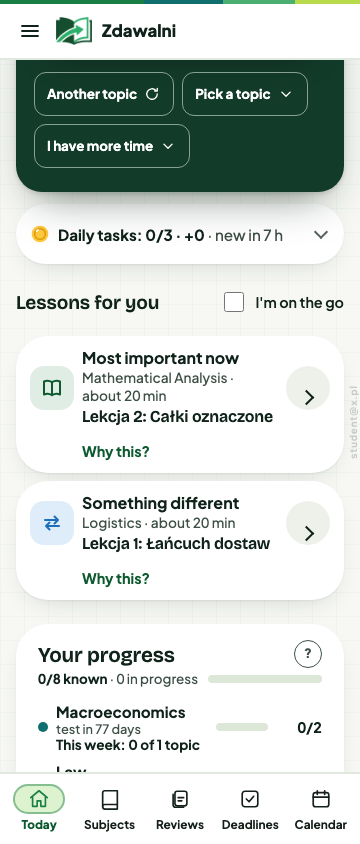 Zdawalni
Another topic
Pick a topic
I have more time
Daily tasks: 0/3 · +0 · new in 7 h
Lessons for you
I'm on the go
Most important now
Mathematical Analysis ·
about 20 min
Lekcja 2: Całki oznaczone
Why this?
student@x.pl
Something different
Logistics · about 20 min
Lekcja 1: Łańcuch dostaw
Why this?
Your progress
?
0/8 known · 0 in progress
Macroeconomics
test in 77 days
This week: 0 of 1 topic
0/2
Law
Today
Subjects
Reviews
Deadlines
Calendar